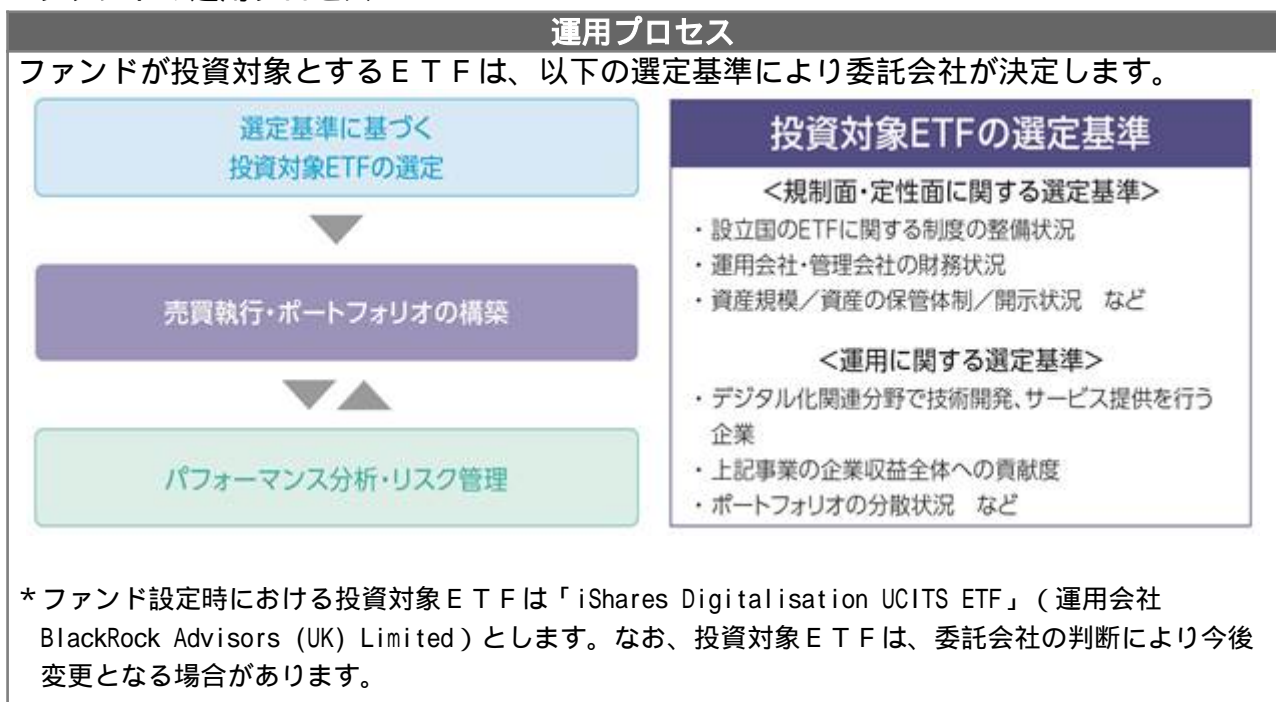 運用プロセス
ファンドが投資対象とするＥＴＦは、以下の選定基準により委託会社が決定します。
選定基準に基づく
投資対象ETFの選定
売買執行・ポートフォリオの構築
パフォーマンス分析・リスク管理
投資対象ETFの選定基準
＜規制面・定性面に関する選定基準＞
・設立国のETFに関する制度の整備状況
・運用会社・管理会社の財務状況
・資産規模／資産の保管体制／開示状況　など
＜運用に関する選定基準＞
・デジタル化関連分野で技術開発、サービス提供を行う
企業
・上記事業の企業収益全体への貢献度
・ポートフォリオの分散状況　など
＊ファンド設定時における投資対象ＥＴＦは「iShares Digitalisation UCITS ETF」（運用会社
BlackRock Advisors (UK) Limited）とします。なお、投資対象ＥＴＦは、委託会社の判断により今後
変更となる場合があります。